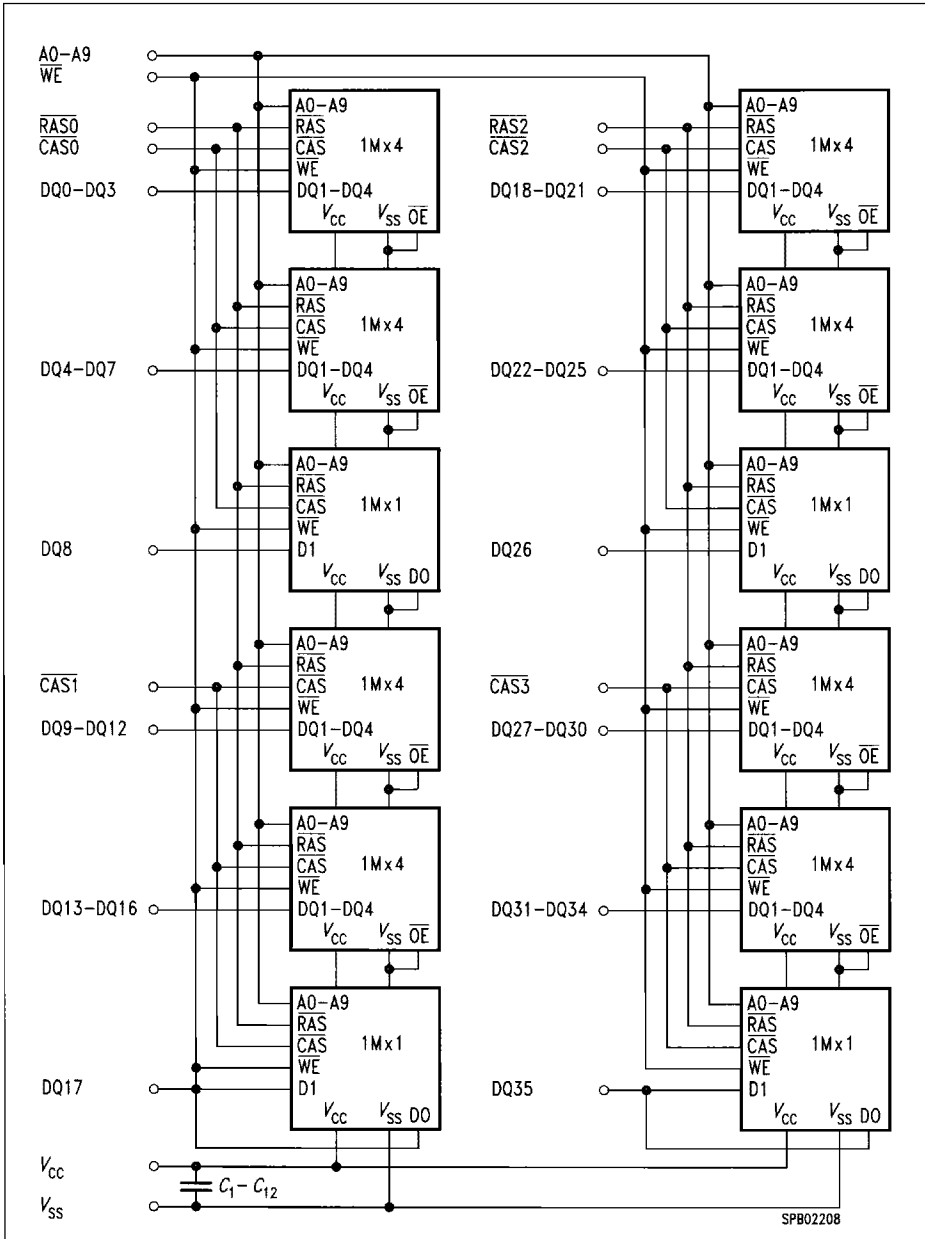 A0-A9
WE
RAS0
CAS0
DQ0-DQ3
A0-A9
RAS
CAS
WE
DQ1-DQ4
1Mx4
VCC VSS OE
DQ4-DQ7
A0-A9
RAS
CAS
WE
DQ1-DQ4
1Mx4
VCC VSS OE
DQ8
A0-A9
RAS
CAS
WE
D1
1Mx1
VCC VSS DO
CAS1
DQ9-DQ12
A0-A9
RAS
CAS
WE
DQ1-DQ4
1Mx4
VCC VSS OE
DQ13-DQ16
A0-A9
RAS
CAS
WE
DQ1-DQ4
1Mx4
VCC VSS OE
DQ17
A0-A9
RAS
CAS
WE
D1
1Mx1
VCC VSS DO
RAS2
CAS2
DQ18-DQ21
A0-A9
RAS
CAS
WE
DQ1-DQ4
1Mx4
VCC VSS OE
DQ22-DQ25
A0-A9
RAS
CAS
WE
DQ1-DQ4
1Mx4
VCC VSS OE
DQ26
A0-A9
RAS
CAS
WE
D1
1Mx1
VCC VSS DO
CAS3
DQ27-DQ30
A0-A9
RAS
CAS
WE
DQ1-DQ4
1Mx4
VCC VSS OE
DQ31-DQ34
A0-A9
RAS
CAS
WE
DQ1-DQ4
1Mx4
VCC VSS OE
DQ35
A0-A9
RAS
CAS
WE
D1
1Mx1
VCC VSS DO
VCC
C1-C12
VSS
SPB02208